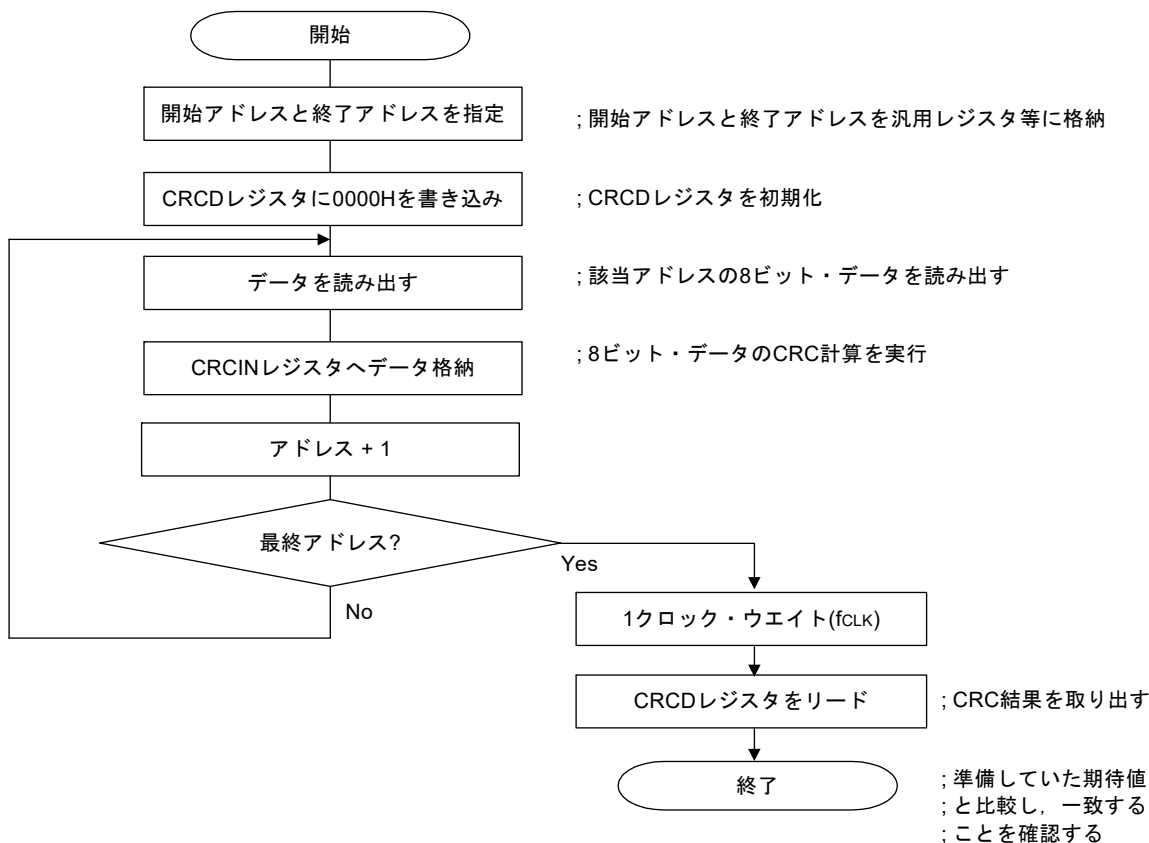 開始
開始アドレスと終了アドレスを指定
; 開始アドレスと終了アドレスを汎用レジスタ等に格納
CRCDレジスタに0000Hを書き込み
; CRCDレジスタを初期化
データを読み出す
; 該当アドレスの8ビット・データを読み出す
CRCINレジスタへデータ格納
; 8ビット・データのCRC計算を実行
アドレス + 1
最終アドレス?
Yes
No
1クロック・ウエイト(fCLK)
CRCDレジスタをリード
; CRC結果を取り出す
終了
; 準備していた期待値
; と比較し，一致する
; ことを確認する